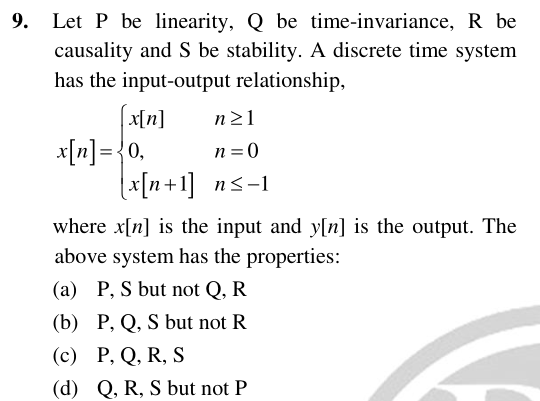 9. Let P be linearity, Q be time-invariance, R be
causality and S be stability. A discrete time system
has the input-output relationship,
x[n] = { x[n] n ≥ 1
0, n = 0
x[n+1] n ≤ −1
where x[n] is the input and y[n] is the output. The
above system has the properties:
(a) P, S but not Q, R
(b) P, Q, S but not R
(c) P, Q, R, S
(d) Q, R, S but not P